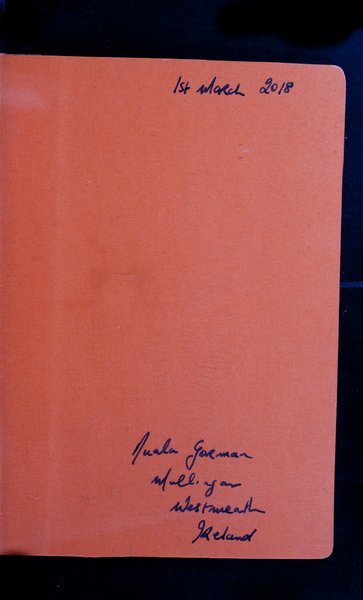 1st March 2018
Nuala Gorman
Mullingar
Westmeath
Ireland